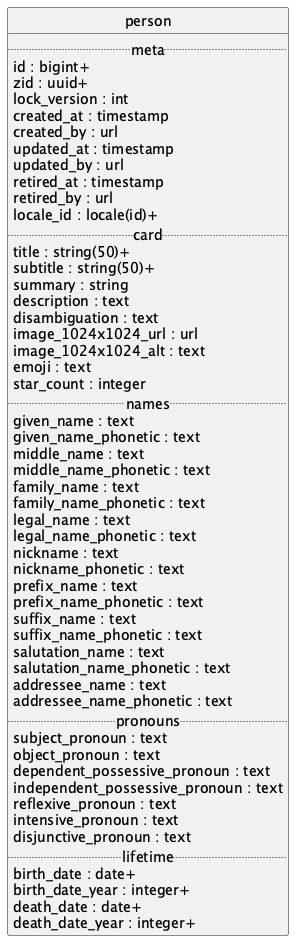 person
meta
id : bigint+
zid : uuid+
lock_version : int
created_at : timestamp
created_by : url
updated_at : timestamp
updated_by : url
retired_at : timestamp
retired_by : url
locale_id : locale(id)+
card
title : string(50)+
subtitle : string(50)+
summary : string
description : text
disambiguation : text
image_1024x1024_url : url
image_1024x1024_alt : text
emoji : text
star_count : integer
names
given_name : text
given_name_phonetic : text
middle_name : text
middle_name_phonetic : text
family_name : text
family_name_phonetic : text
legal_name : text
legal_name_phonetic : text
nickname : text
nickname_phonetic : text
prefix_name : text
prefix_name_phonetic : text
suffix_name : text
suffix_name_phonetic : text
salutation_name : text
salutation_name_phonetic : text
addressee_name : text
addressee_name_phonetic : text
pronouns
subject_pronoun : text
object_pronoun : text
dependent_possessive_pronoun : text
independent_possessive_pronoun : text
reflexive_pronoun : text
intensive_pronoun : text
disjunctive_pronoun : text
lifetime
birth_date : date+
birth_date_year : integer+
death_date : date+
death_date_year : integer+